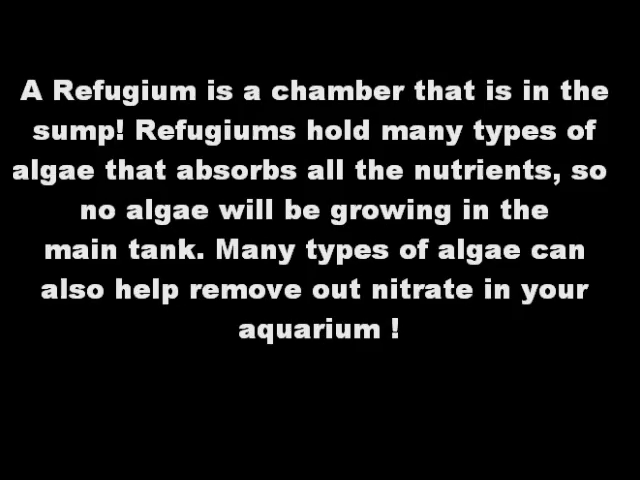 A Refugium is a chamber that is in the
sump! Refugiums hold many types of
algae that absorbs all the nutrients, so
no algae will be growing in the
main tank. Many types of algae can
also help remove out nitrate in your
aquarium !